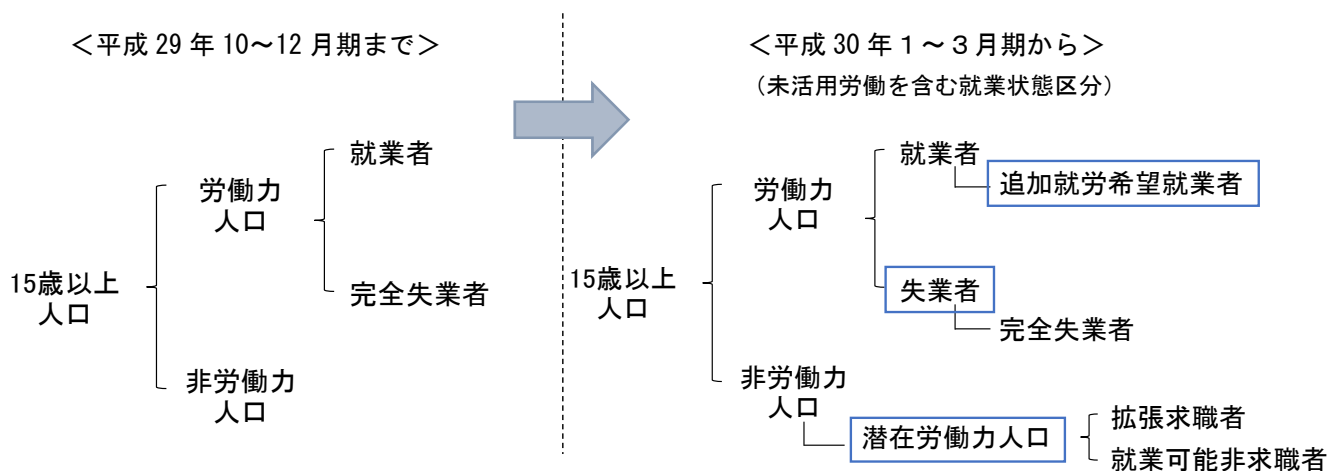 ＜平成 29 年 10～12 月期まで＞
就業者
労働力
人口
15歳以上
人口
完全失業者
非労働力
人口
＜平成 30 年１～３月期から＞
（未活用労働を含む就業状態区分）
就業者
追加就労希望就業者
労働力
人口
15歳以上
人口
失業者
完全失業者
非労働力
人口
潜在労働力人口
拡張求職者
就業可能非求職者